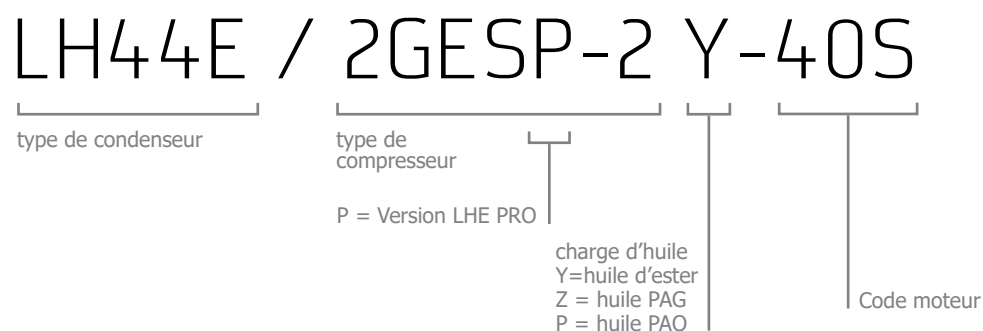 LH44E / 2GESP-2 Y-40S
type de condenseur
type de
compresseur
P = Version LHE PRO
charge d'huile
Y=huile d'ester
Z = huile PAG
P = huile PAO
Code moteur